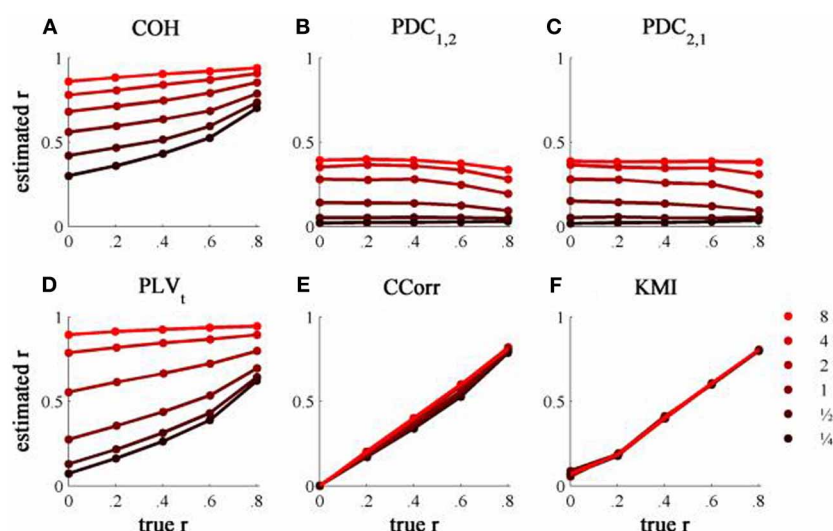 A COH
B PDC1,2
C PDC2,1
estimated r
1
0.5
0
0 .2 .4 .6 .8
1
0.5
0
0 .2 .4 .6 .8
1
0.5
0
0 .2 .4 .6 .8
D PLVt
E CCorr
F KMI
estimated r
1
0.5
0
0 .2 .4 .6 .8
true r
1
0.5
0
0 .2 .4 .6 .8
true r
1
0.5
0
0 .2 .4 .6 .8
true r
8
4
2
1
½
¼